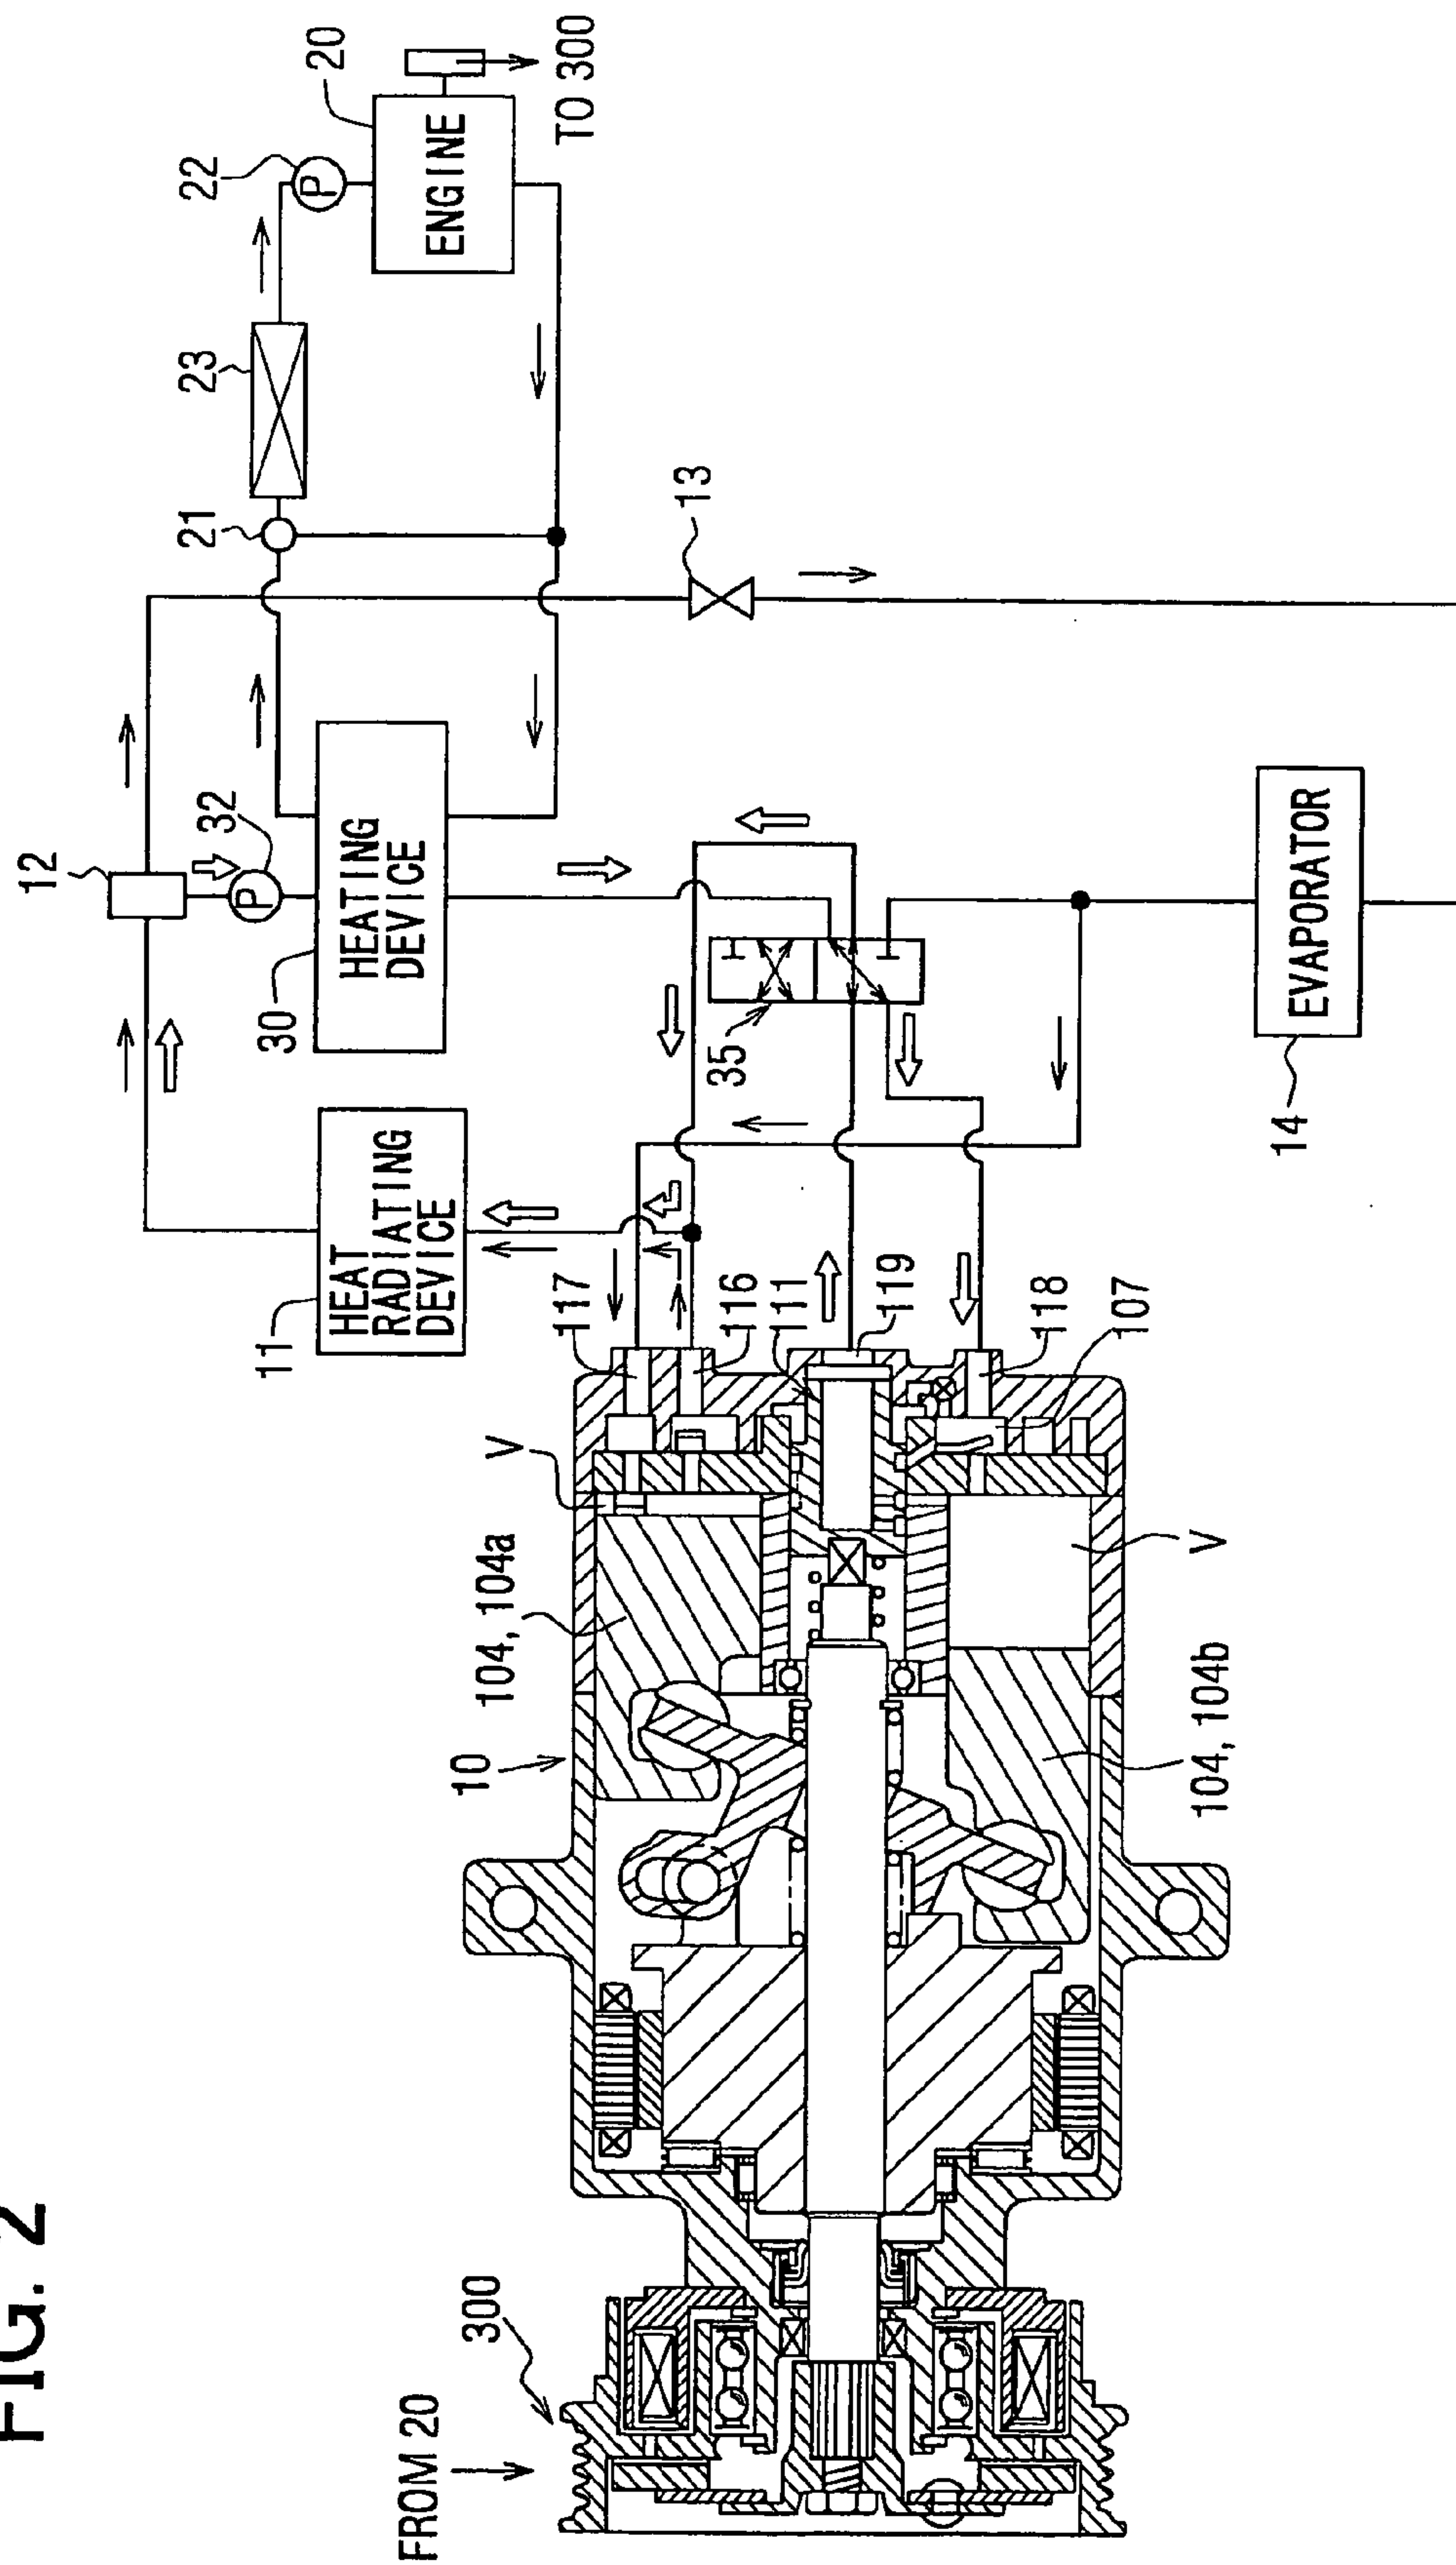 FIG. 2
FROM 20
300
10
104, 104a
V
117
116
111
119
118
107
V
104, 104b
11
HEAT
RADIATING
DEVICE
12
32
P
30
HEATING
DEVICE
35
13
21
23
22
P
20
ENGINE
TO 300
14
EVAPORATOR